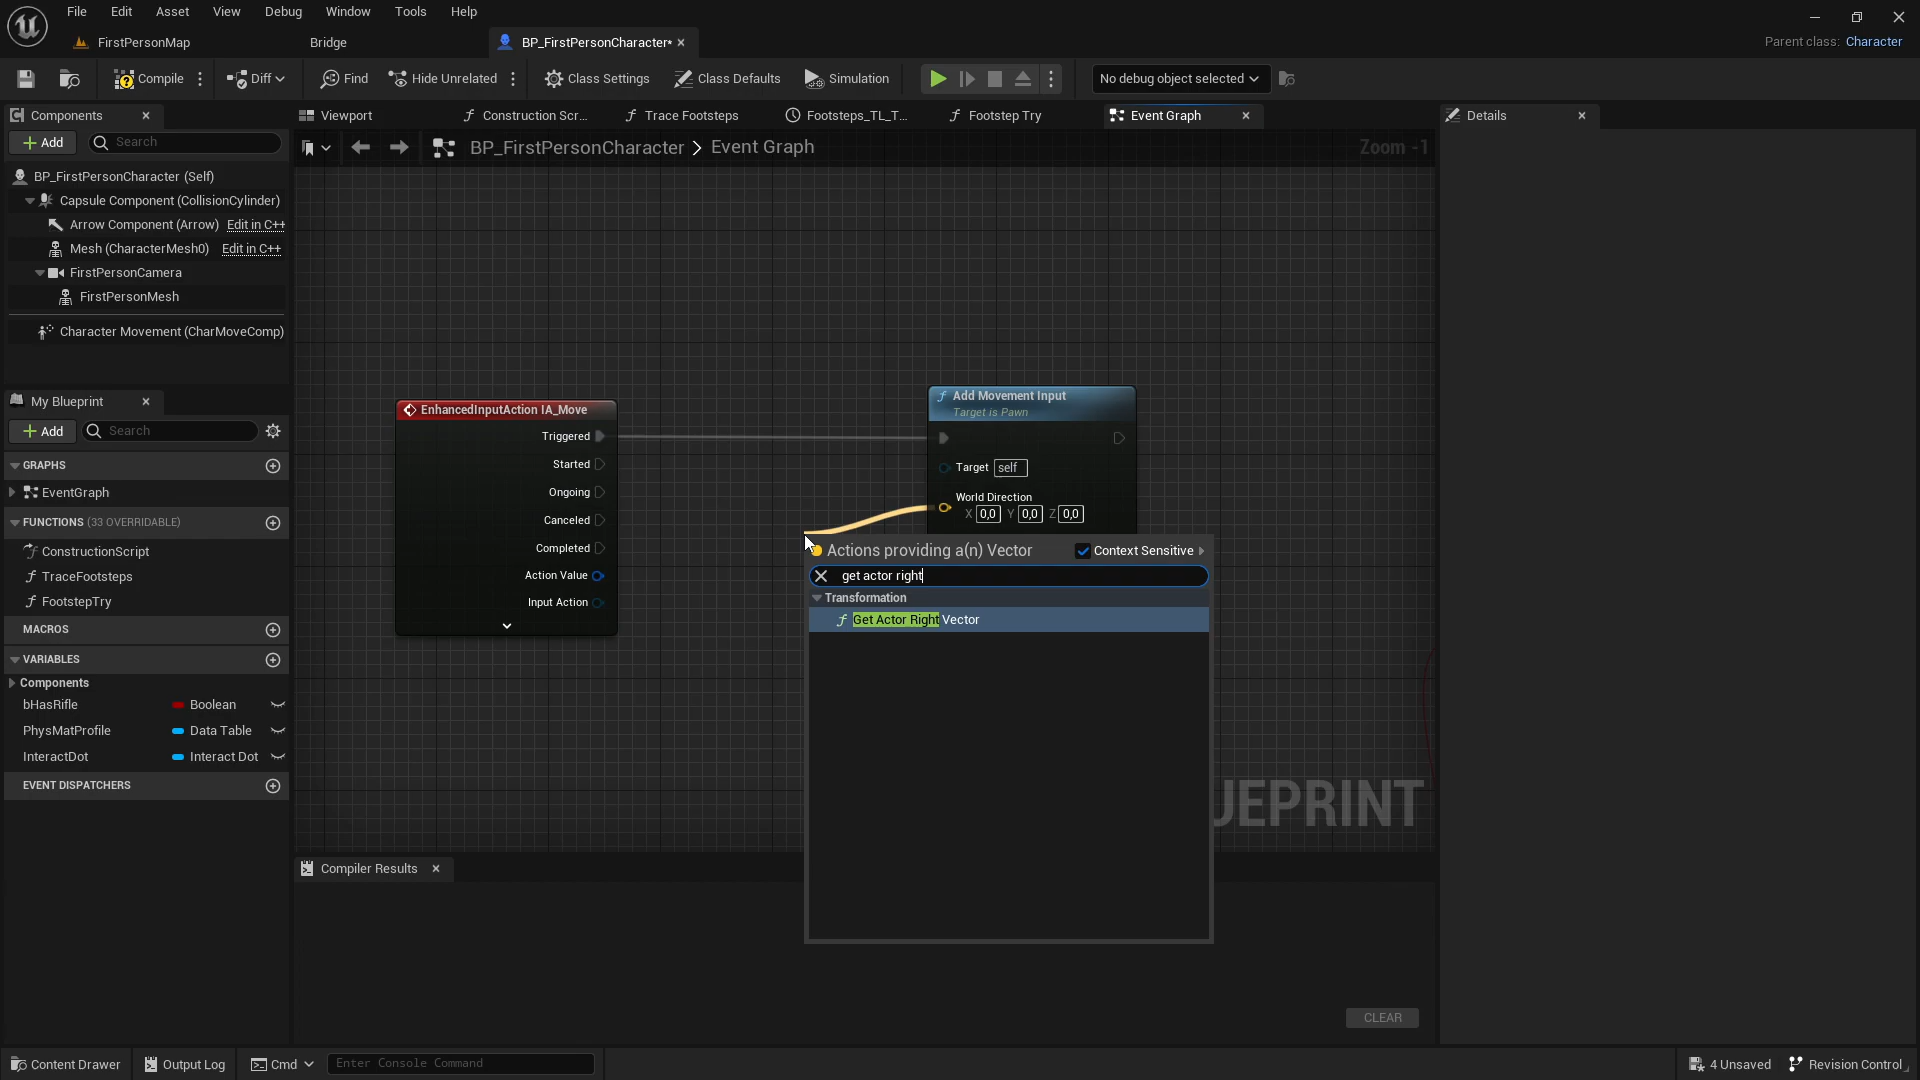 File Edit Asset View Debug Window Tools Help
FirstPersonMap Bridge BP_FirstPersonCharacter*
Parent class: Character
Compile Diff Find Hide Unrelated Class Settings Class Defaults Simulation No debug object selected
Components
Add Search
BP_FirstPersonCharacter (Self)
Capsule Component (CollisionCylinder)
Arrow Component (Arrow) Edit in C++
Mesh (CharacterMesh0) Edit in C++
FirstPersonCamera
FirstPersonMesh
Character Movement (CharMoveComp)
My Blueprint
Add Search
GRAPHS
EventGraph
FUNCTIONS (33 OVERRIDABLE)
ConstructionScript
TraceFootsteps
FootstepTry
MACROS
VARIABLES
Components
bHasRifle Boolean
PhysMatProfile Data Table
InteractDot Interact Dot
EVENT DISPATCHERS
Viewport Construction Scr... Trace Footsteps Footsteps_TL_T... Footstep Try Event Graph
BP_FirstPersonCharacter > Event Graph Zoom -1
EnhancedInputAction IA_Move
Triggered
Started
Ongoing
Canceled
Completed
Action Value
Input Action
Add Movement Input
Target is Pawn
Target self
World Direction
X 0,0 Y 0,0 Z 0,0
Actions providing a(n) Vector Context Sensitive
get actor right
Transformation
Get Actor Right Vector
UEPRINT
Compiler Results
CLEAR
Details
Content Drawer Output Log Cmd Enter Console Command 4 Unsaved Revision Control